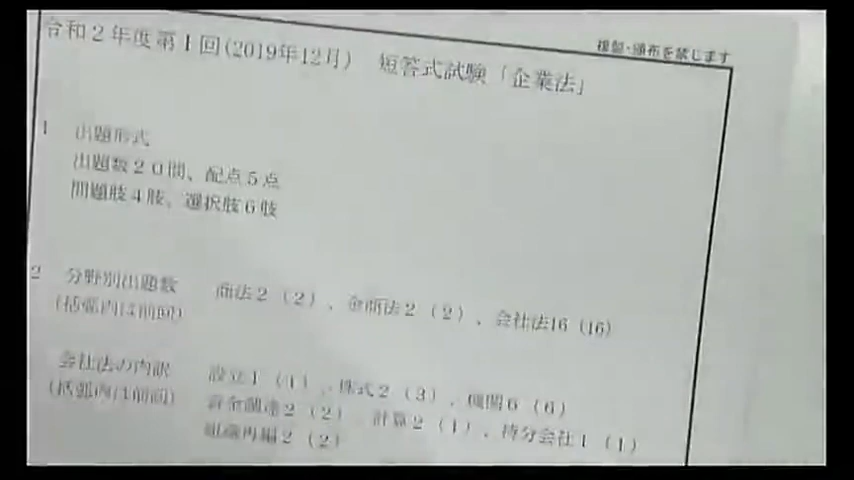 複製・頒布を禁じます
令和２年度第１回(2019年12月)　短答式試験「企業法」
1　出題形式
出題数２０問、配点５点
問題肢４肢、選択肢６肢
2　分野別出題数　商法２（２）、金商法２（２）、会社法16（16）
（括弧内は前回）
会社法の内訳　設立１（１）、株式２（３）、機関６（６）
（括弧内は前回）　資金調達２（２）　計算２（１）、持分会社１（１）
組織再編２（２）